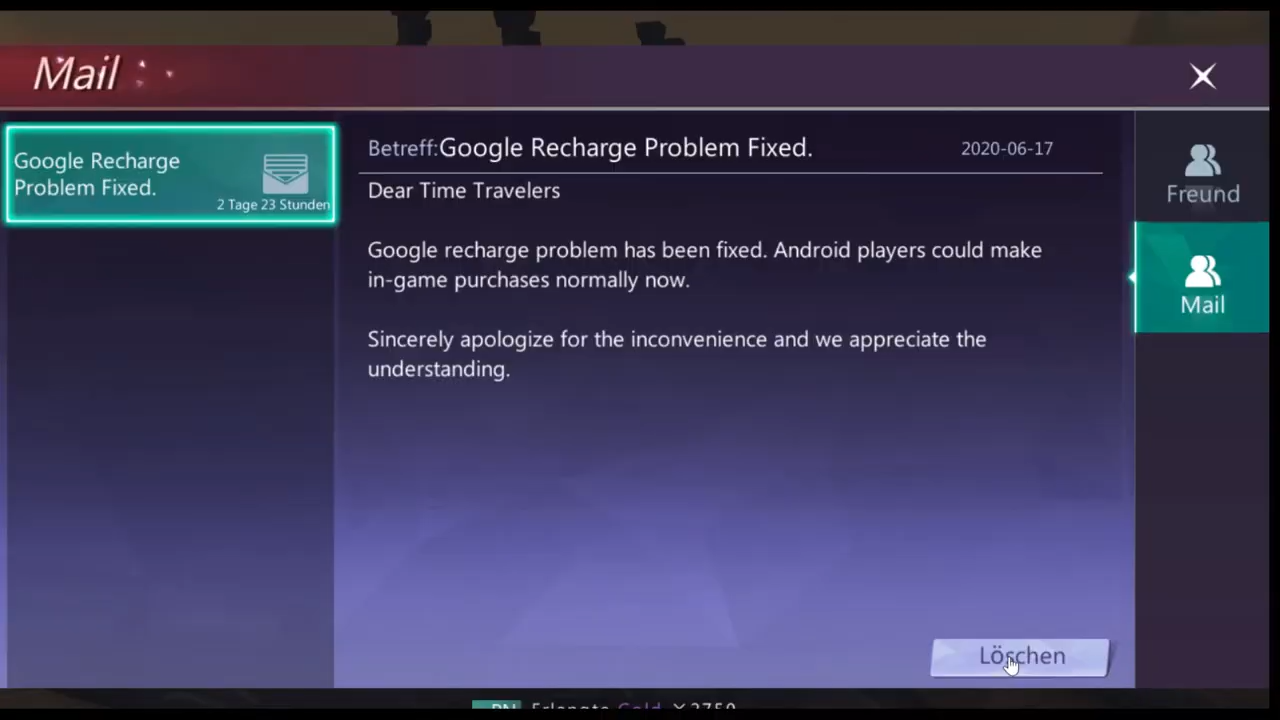 Mail
Google Recharge
Problem Fixed.
2 Tage 23 Stunden
Betreff:Google Recharge Problem Fixed.
2020-06-17
Dear Time Travelers
Google recharge problem has been fixed. Android players could make
in-game purchases normally now.
Sincerely apologize for the inconvenience and we appreciate the
understanding.
Löschen
Freund
Mail